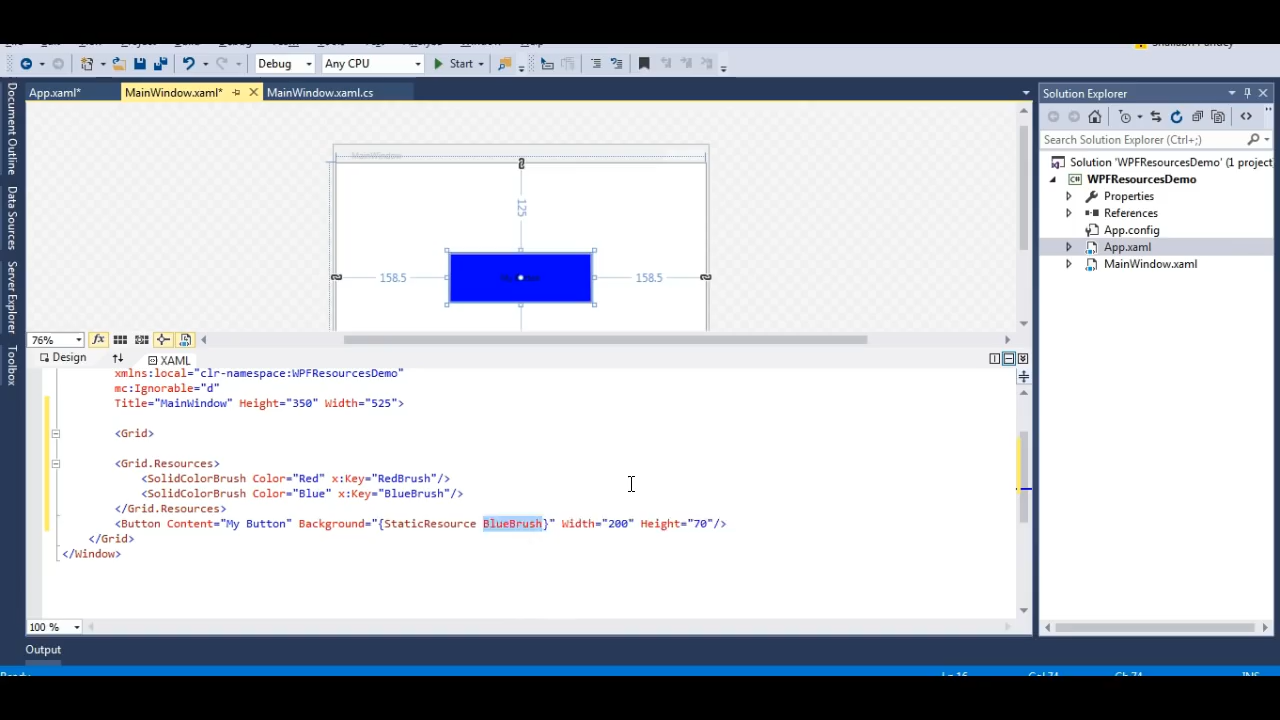 Debug Any CPU Start
App.xaml* MainWindow.xaml* MainWindow.xaml.cs
Solution Explorer
Search Solution Explorer (Ctrl+;)
Solution 'WPFResourcesDemo' (1 project
WPFResourcesDemo
Properties
References
App.config
App.xaml
MainWindow.xaml
Document Outline
Data Sources
Server Explorer
Toolbox
MainWindow
125
158.5 158.5
76%
Design XAML
xmlns:local="clr-namespace:WPFResourcesDemo"
mc:Ignorable="d"
Title="MainWindow" Height="350" Width="525">
<Grid>
<Grid.Resources>
<SolidColorBrush Color="Red" x:Key="RedBrush"/>
<SolidColorBrush Color="Blue" x:Key="BlueBrush"/>
</Grid.Resources>
<Button Content="My Button" Background="{StaticResource BlueBrush}" Width="200" Height="70"/>
</Grid>
</Window>
100 %
Output